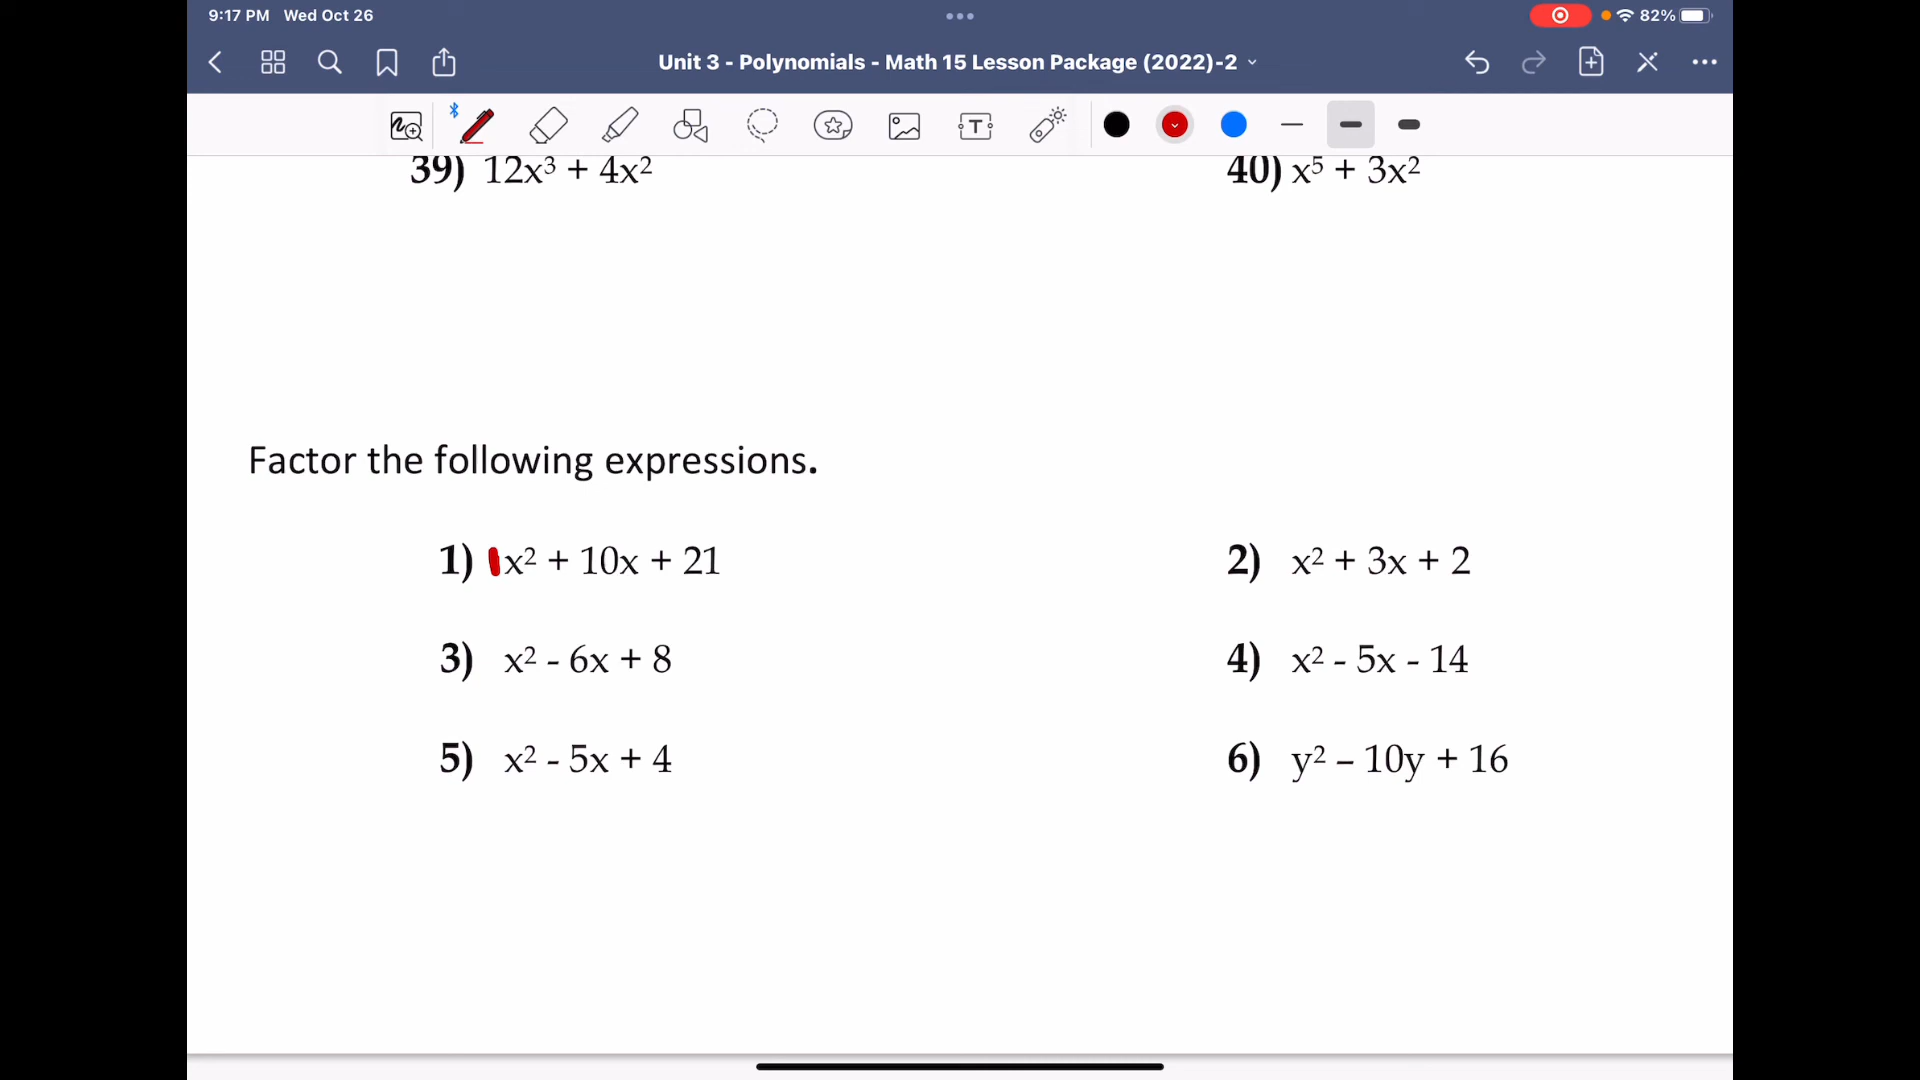 9:17 PM Wed Oct 26
82%
Unit 3 - Polynomials - Math 15 Lesson Package (2022)-2
39) 12x³ + 4x²
40) x⁵ + 3x²
Factor the following expressions.
1) 1x² + 10x + 21
2) x² + 3x + 2
3) x² - 6x + 8
4) x² - 5x - 14
5) x² - 5x + 4
6) y² – 10y + 16